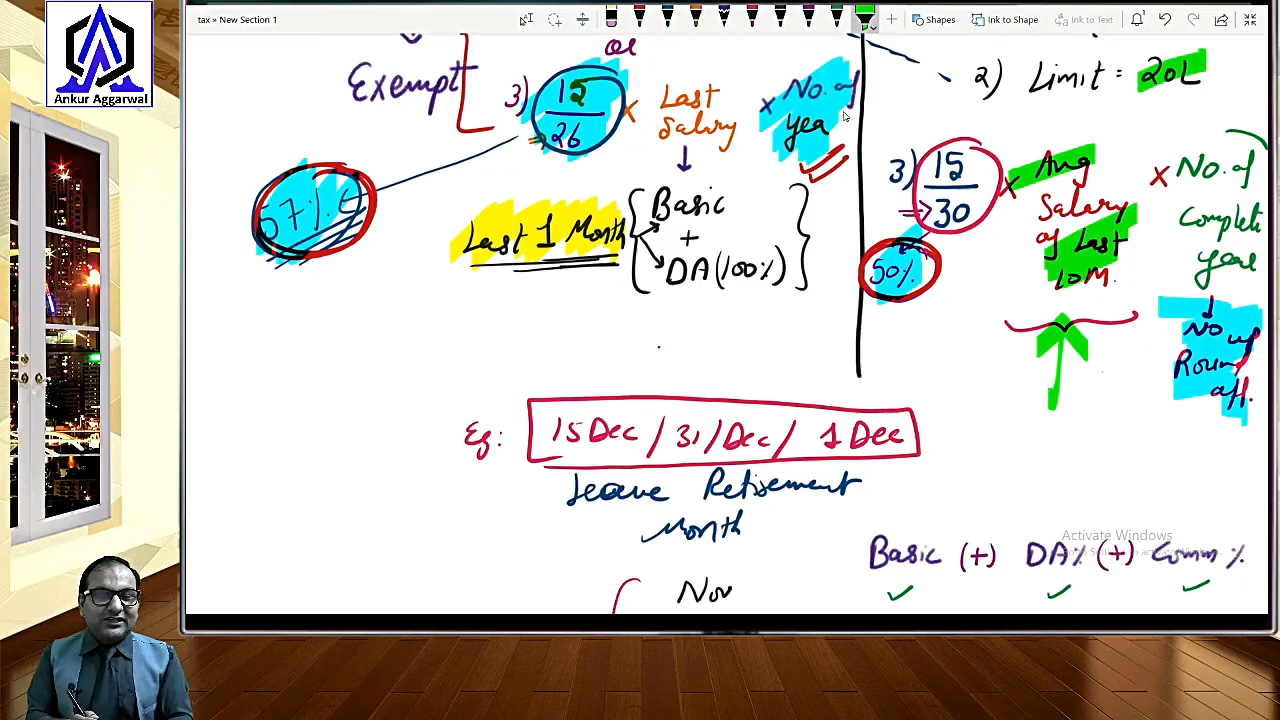 tax » New Section 1
Shapes
Ink to Shape
Ink to Text
Ankur Aggarwal
Exempt
3) 15
26
x Last
Salary
x No. of
yea
57%
Last 1 Month
Basic
+
DA (100%)
2) Limit = 20L
3) 15
30
50%
x Avg
Salary
of Last
10M.
x No. of
Complete
year
No
Round
off.
Eg: 15 Dec / 31/Dec/ 1 Dec
Leave Retirement
Month
Nov
Basic (+) DA% (+) Comm%
Activate Windows